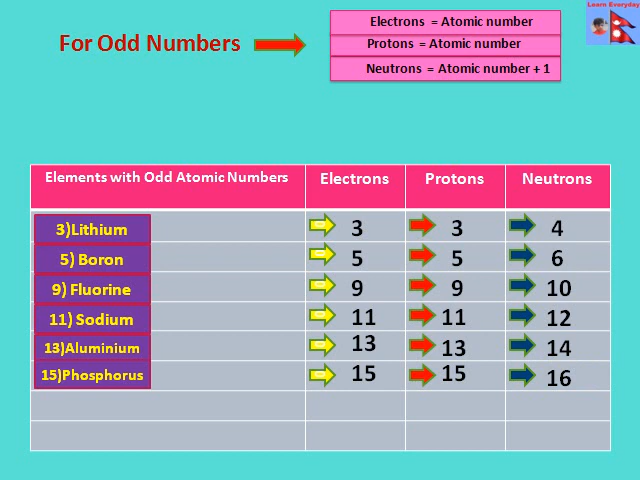 Learn Everyday
For Odd Numbers
Electrons = Atomic number
Protons = Atomic number
Neutrons = Atomic number + 1
Elements with Odd Atomic Numbers Electrons Protons Neutrons
3)Lithium 3 3 4
5) Boron 5 5 6
9) Fluorine 9 9 10
11) Sodium 11 11 12
13)Aluminium 13 13 14
15)Phosphorus 15 15 16